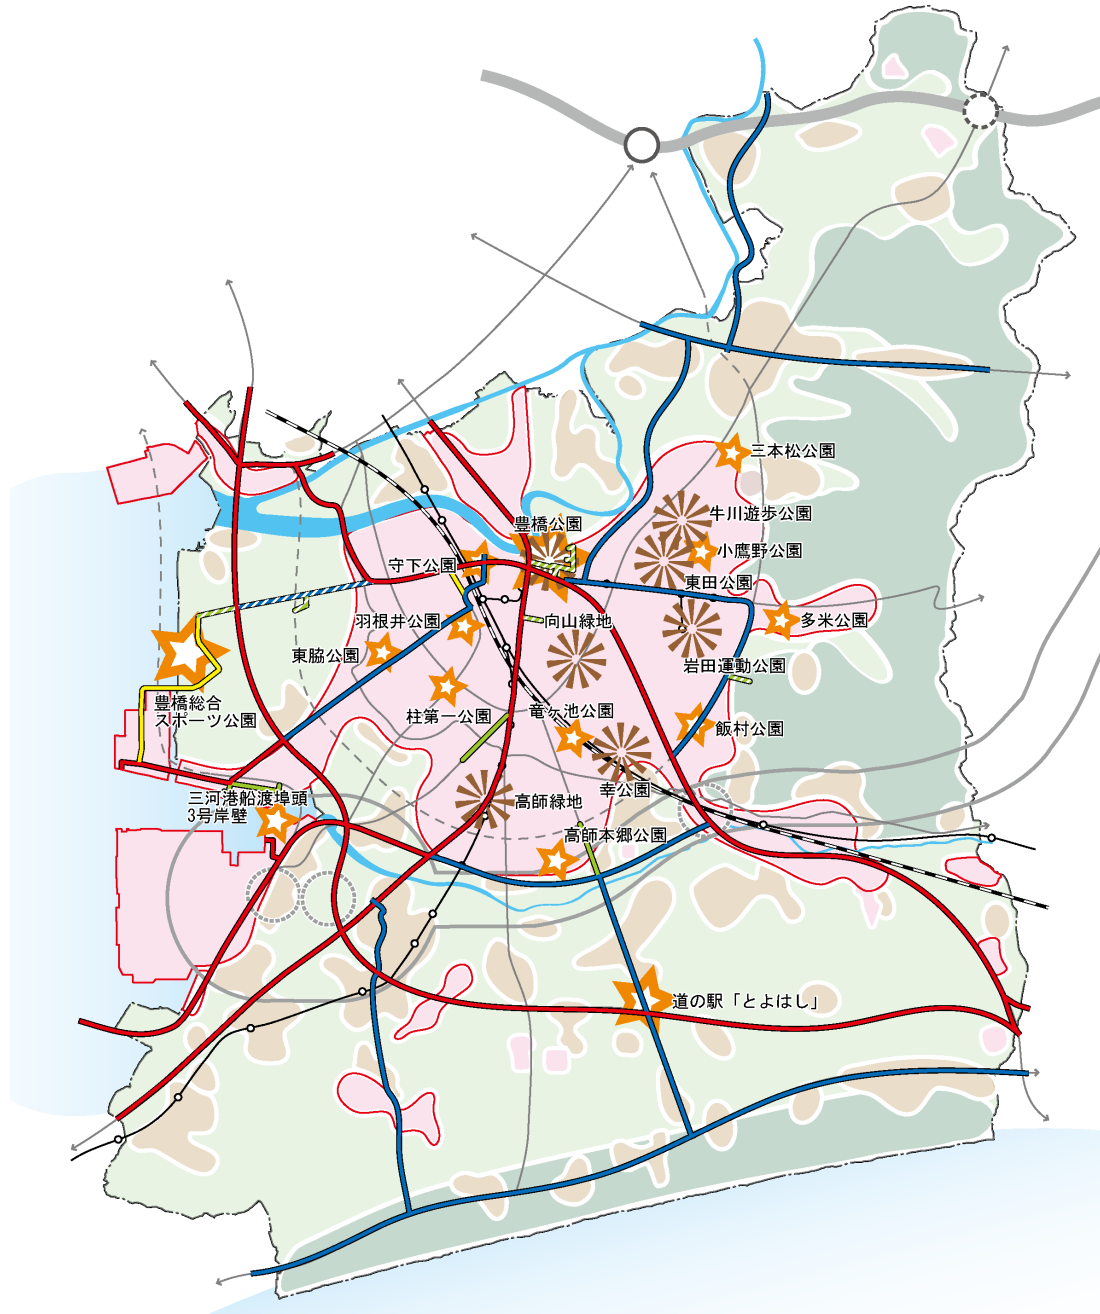 三本松公園
牛川遊歩公園
豊橋公園
小鷹野公園
守下公園
東田公園
羽根井公園
向山緑地
多米公園
東脇公園
岩田運動公園
豊橋総合
スポーツ公園
柱第一公園
竜ヶ池公園
飯村公園
幸公園
三河港船渡埠頭
3号岸壁
高師緑地
高師本郷公園
道の駅「とよはし」